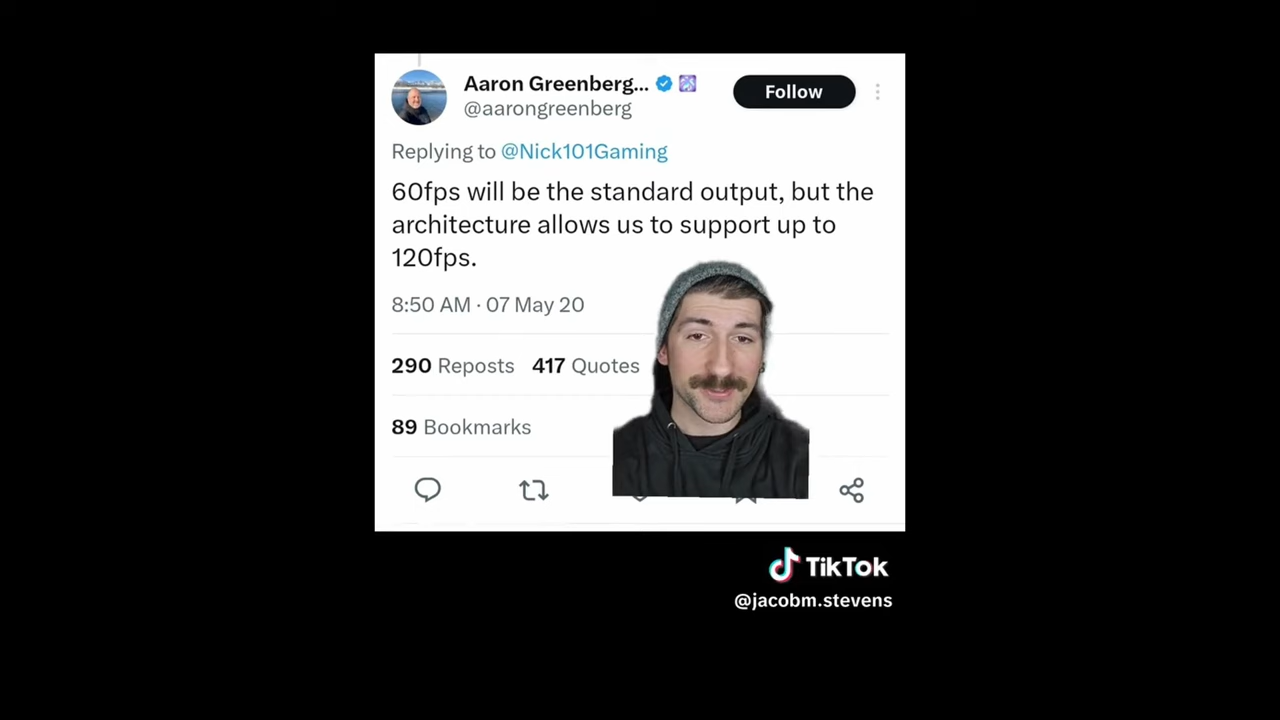 Aaron Greenberg...
Follow
@aarongreenberg
Replying to @Nick101Gaming
60fps will be the standard output, but the
architecture allows us to support up to
120fps.
8:50 AM · 07 May 20
290 Reposts 417 Quotes
89 Bookmarks
TikTok
@jacobm.stevens